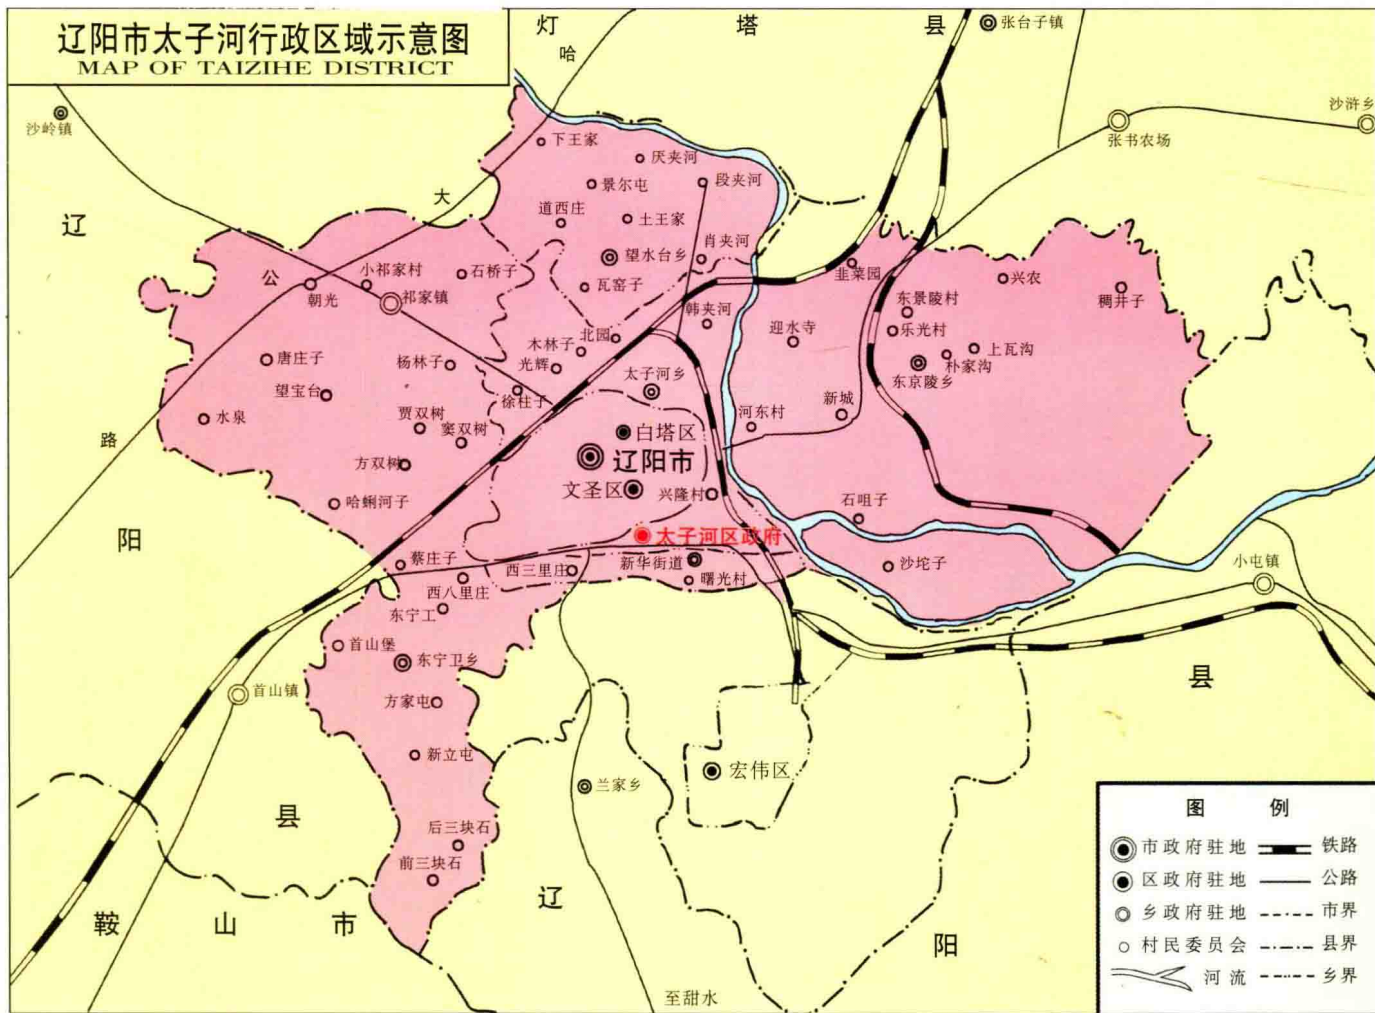 辽阳市太子河行政区域示意图
MAP OF TAIZIHE DISTRICT
灯 塔 县
张台子镇
哈
沙岭镇
沙浒乡
张书农场
下王家
厌夹河
景尔屯
段夹河
大
道西庄
土王家
辽
望水台乡
肖夹河
公
小祁家村
石桥子
韭菜园
兴农
稠井子
朝光
祁家镇
瓦窑子
东景陵村
韩夹河
迎水寺
乐光村
北园
木林子
上瓦沟
朴家沟
唐庄子
杨林子
光辉
太子河乡
东京陵乡
望宝台
徐柱子
水泉
贾双树
窦双树
河东村
新城
路
白塔区
辽阳市
方双树
文圣区
兴隆村
哈蜊河子
石咀子
阳
太子河区政府
蔡庄子
西三里庄
新华街道
沙坨子
小屯镇
西八里庄
曙光村
东宁工
首山堡
东宁卫乡
县
首山镇
方家屯
新立屯
宏伟区
兰家乡
县
后三块石
前三块石
辽
鞍 山 市
阳
至甜水
图 例
市政府驻地 铁路
区政府驻地 公路
乡政府驻地 市界
村民委员会 县界
河流 乡界